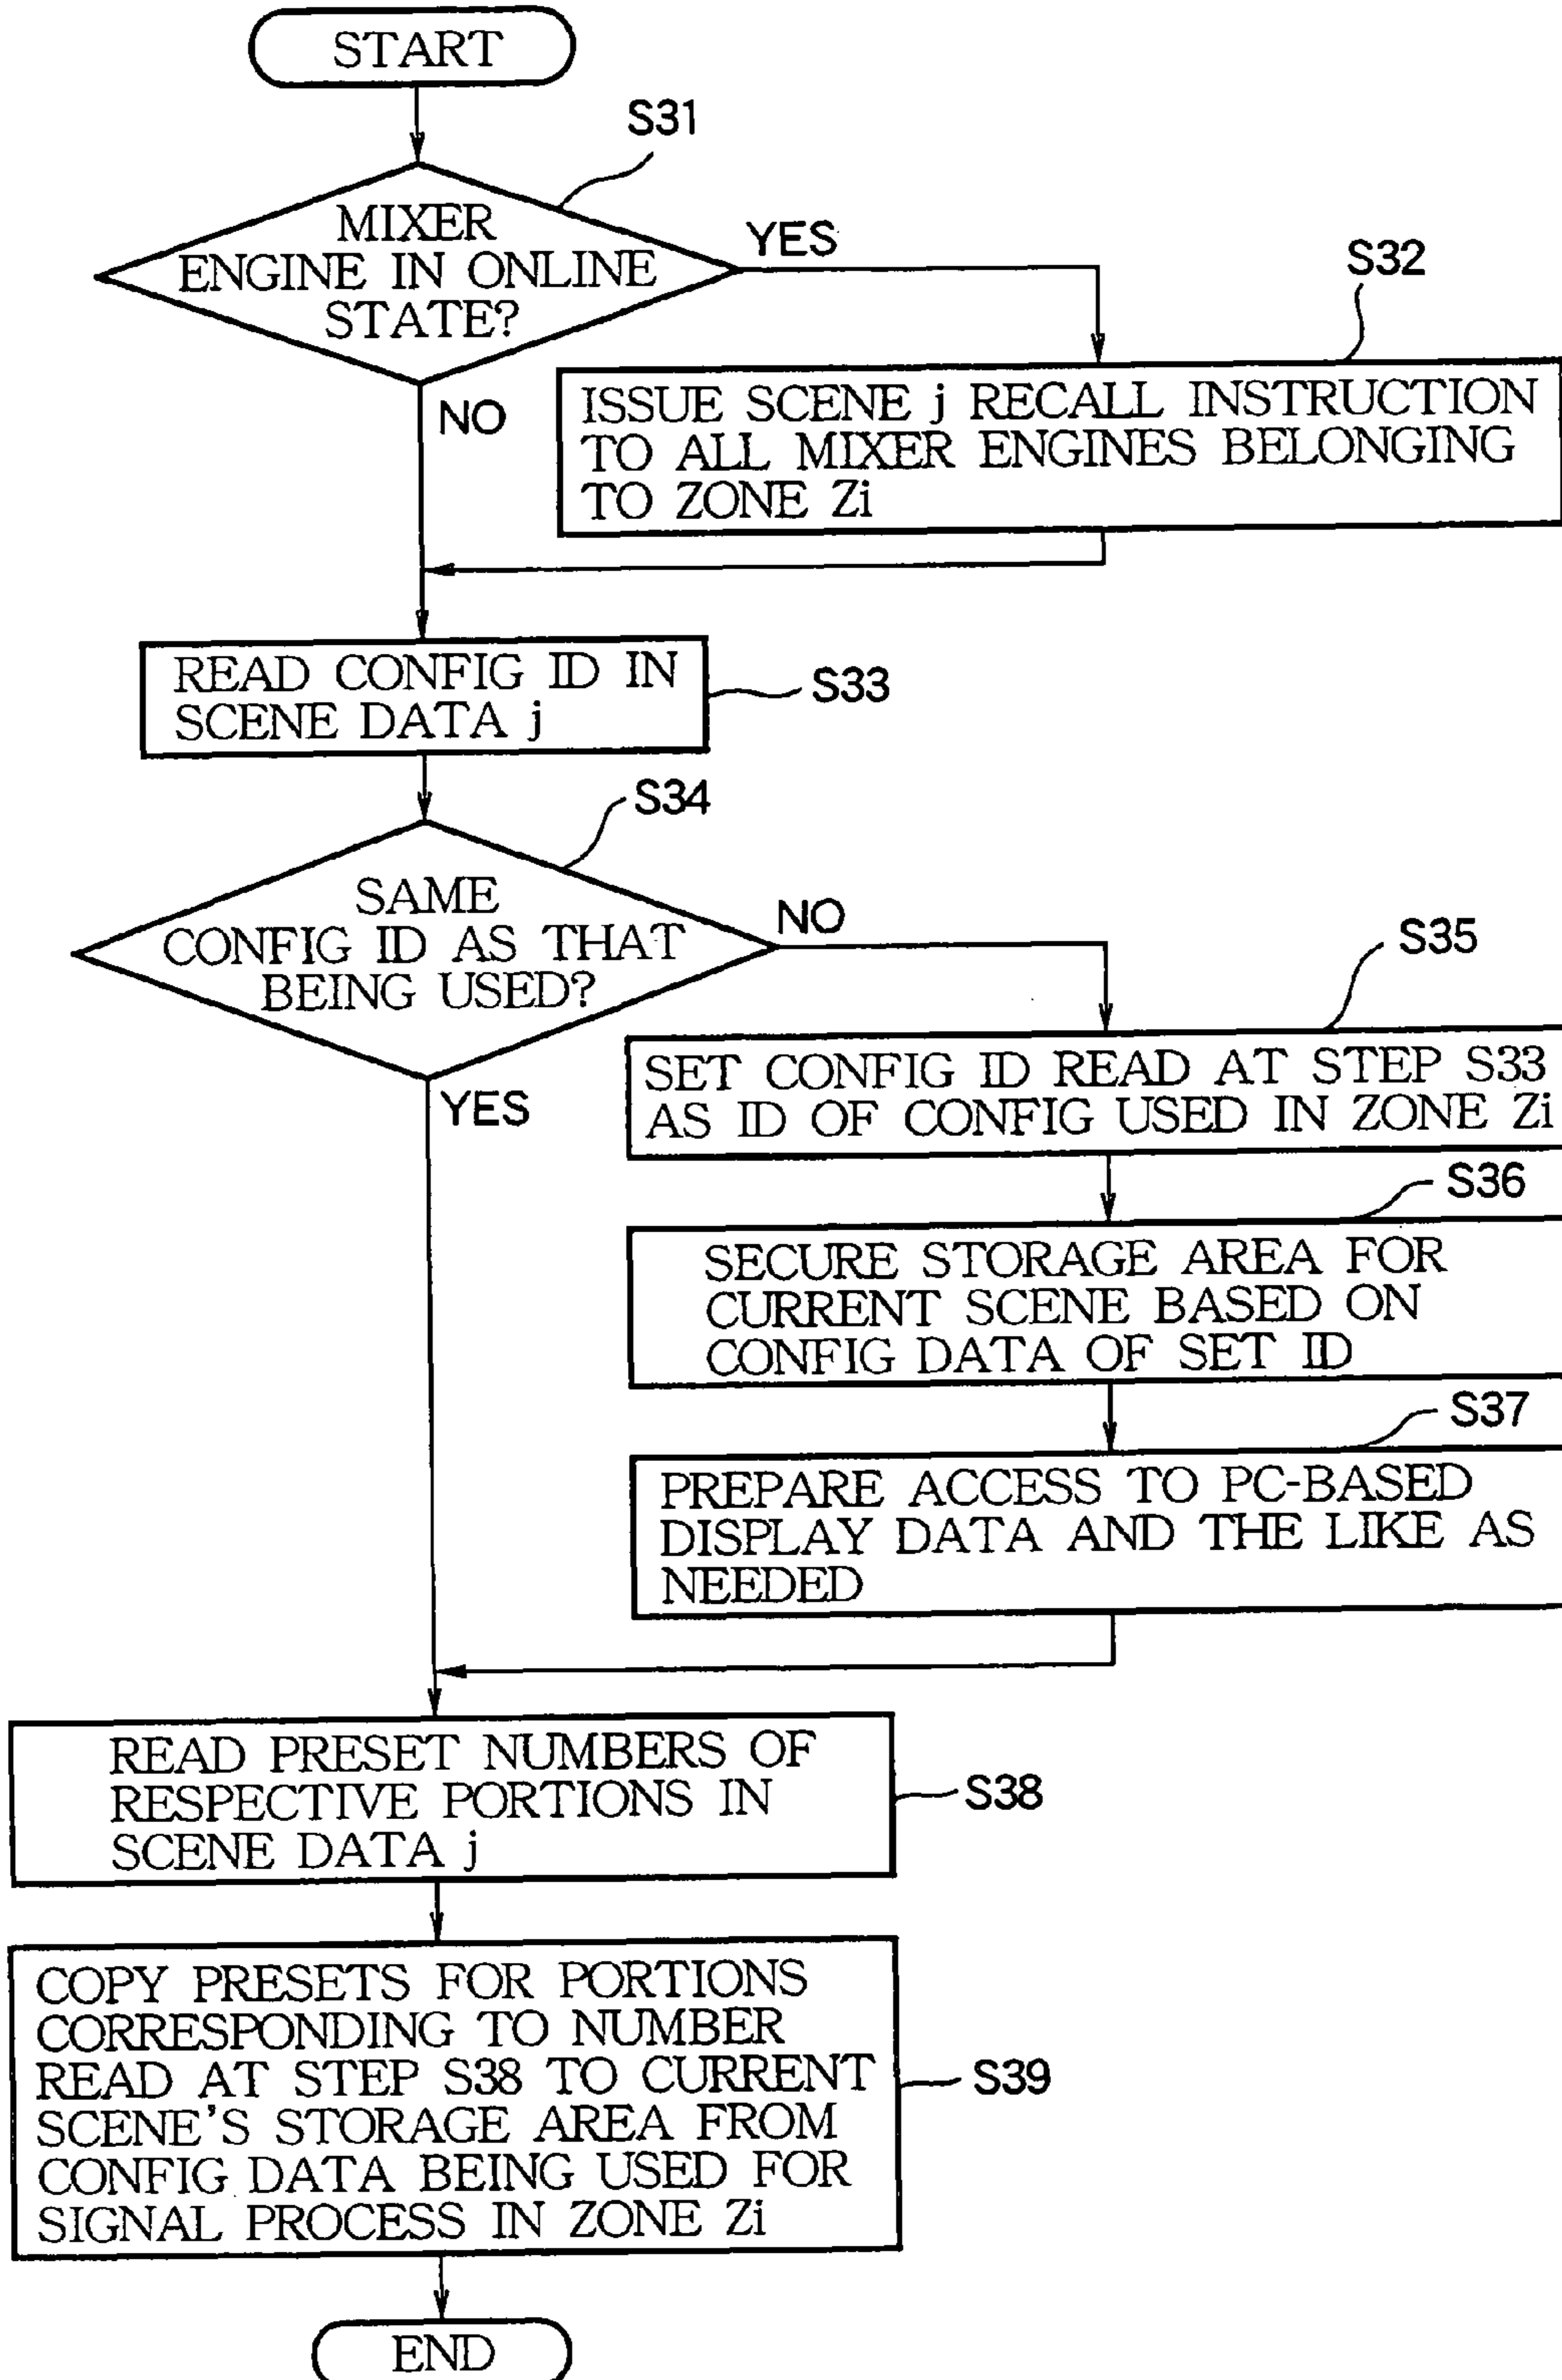 START
S31
MIXER
ENGINE IN ONLINE
STATE?
YES
NO
S32
ISSUE SCENE j RECALL INSTRUCTION
TO ALL MIXER ENGINES BELONGING
TO ZONE Zi
READ CONFIG ID IN
SCENE DATA j
S33
S34
SAME
CONFIG ID AS THAT
BEING USED?
NO
YES
S35
SET CONFIG ID READ AT STEP S33
AS ID OF CONFIG USED IN ZONE Zi
S36
SECURE STORAGE AREA FOR
CURRENT SCENE BASED ON
CONFIG DATA OF SET ID
S37
PREPARE ACCESS TO PC-BASED
DISPLAY DATA AND THE LIKE AS
NEEDED
READ PRESET NUMBERS OF
RESPECTIVE PORTIONS IN
SCENE DATA j
S38
COPY PRESETS FOR PORTIONS
CORRESPONDING TO NUMBER
READ AT STEP S38 TO CURRENT
SCENE'S STORAGE AREA FROM
CONFIG DATA BEING USED FOR
SIGNAL PROCESS IN ZONE Zi
S39
END